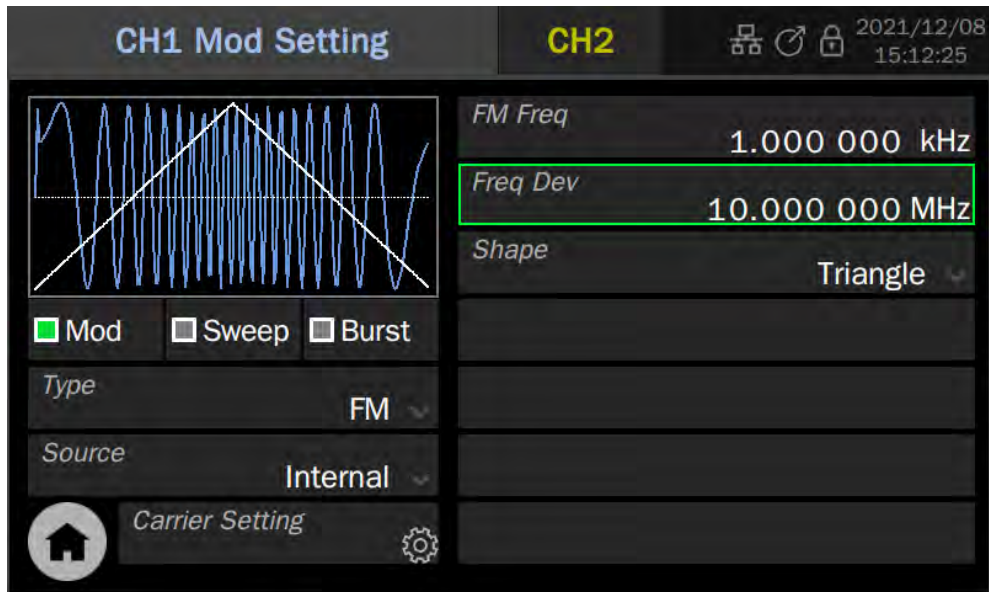 CH1 Mod Setting
CH2
2021/12/08
15:12:25
FM Freq
1.000 000 kHz
Freq Dev
10.000 000 MHz
Shape
Triangle
Mod
Sweep
Burst
Type
FM
Source
Internal
Carrier Setting